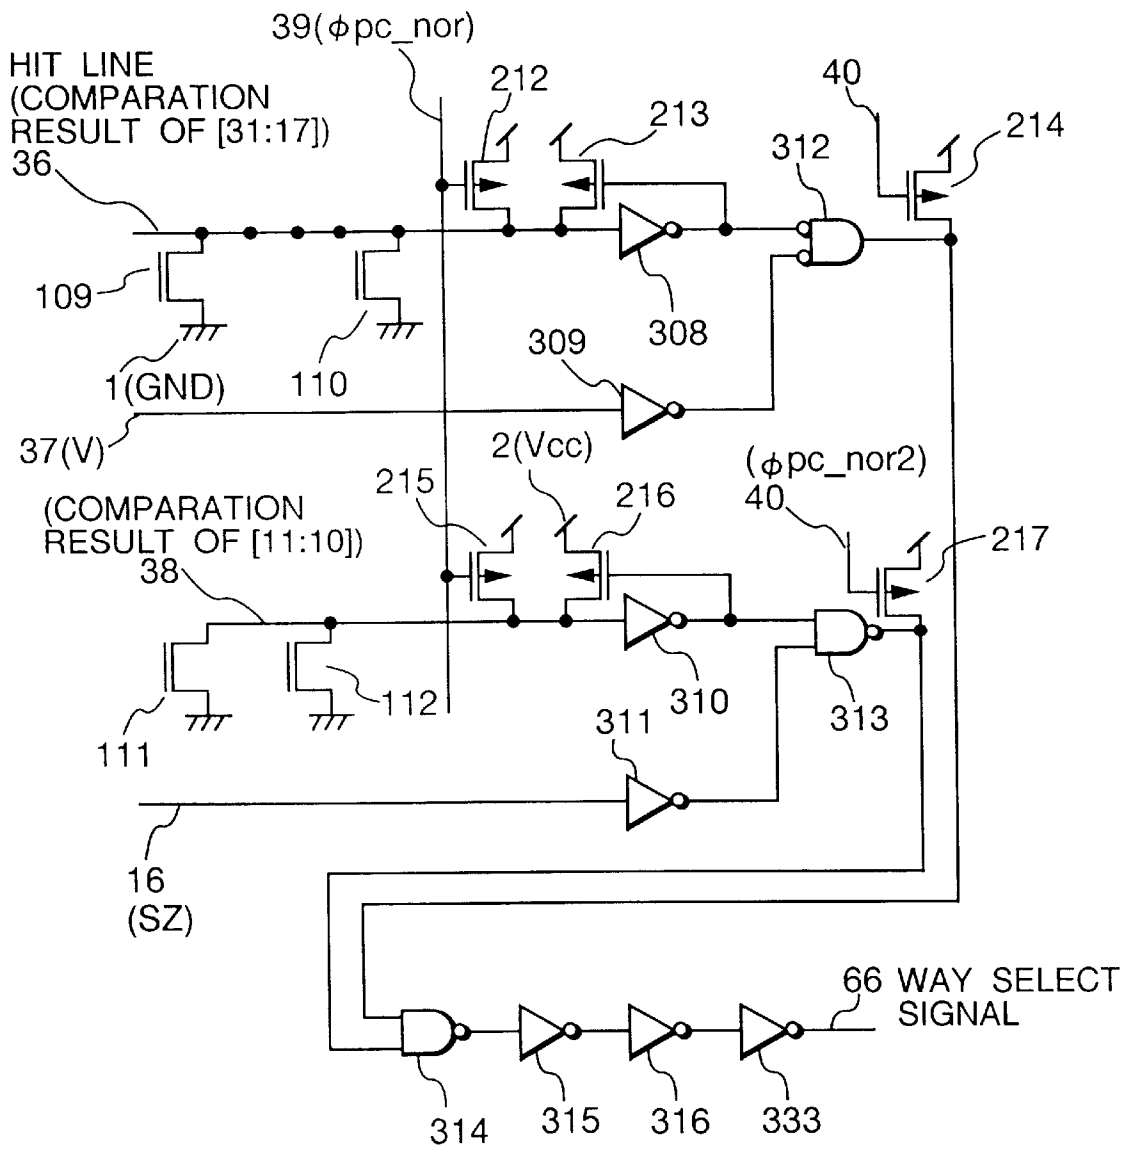 39(ϕpc_nor)
HIT LINE
(COMPARATION
RESULT OF [31:17])
36
212
213
40
214
312
109
1(GND)
110
308
309
37(V)
2(Vcc)
(ϕpc_nor2)
40
215
216
217
(COMPARATION
RESULT OF [11:10])
38
111
112
310
313
311
16
(SZ)
66 WAY SELECT
SIGNAL
314
315
316
333